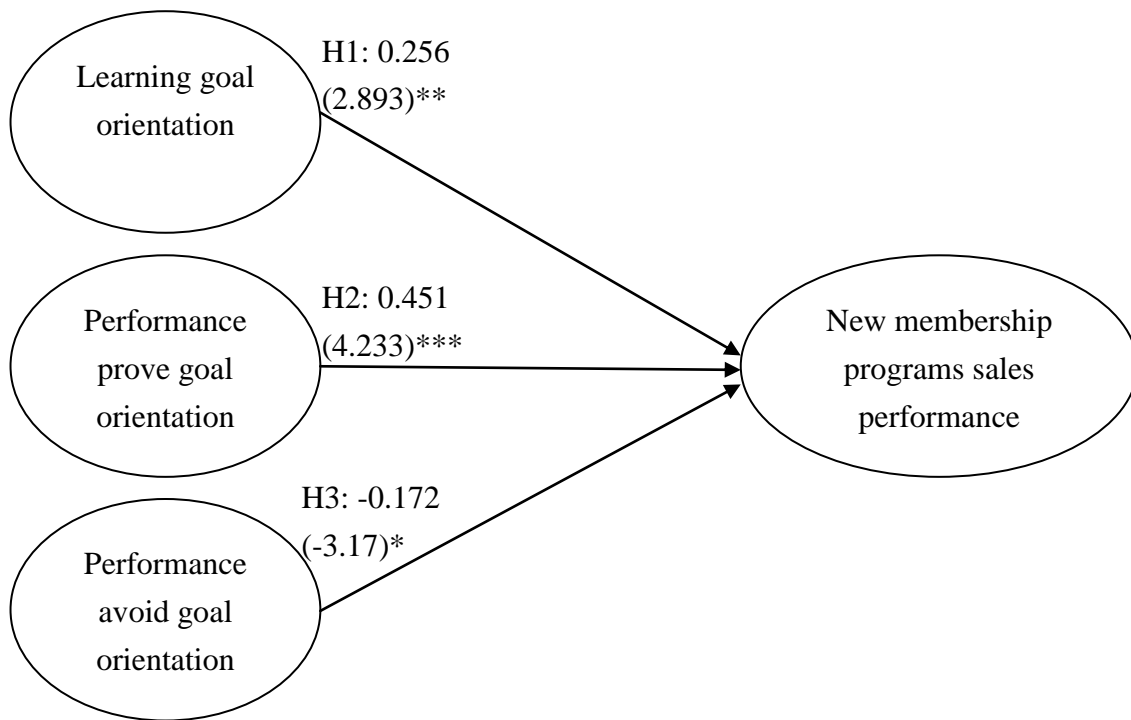 Learning goal
orientation
H1: 0.256
(2.893)**
Performance
prove goal
orientation
H2: 0.451
(4.233)***
Performance
avoid goal
orientation
H3: -0.172
(-3.17)*
New membership
programs sales
performance